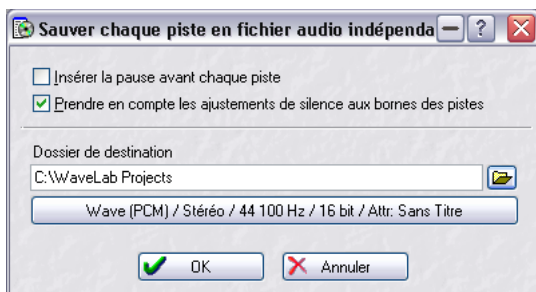 Sauver chaque piste en fichier audio indépenda
Insérer la pause avant chaque piste
Prendre en compte les ajustements de silence aux bornes des pistes
Dossier de destination
C:\WaveLab Projects
Wave (PCM) / Stéréo / 44 100 Hz / 16 bit / Attr: Sans Titre
OK
Annuler